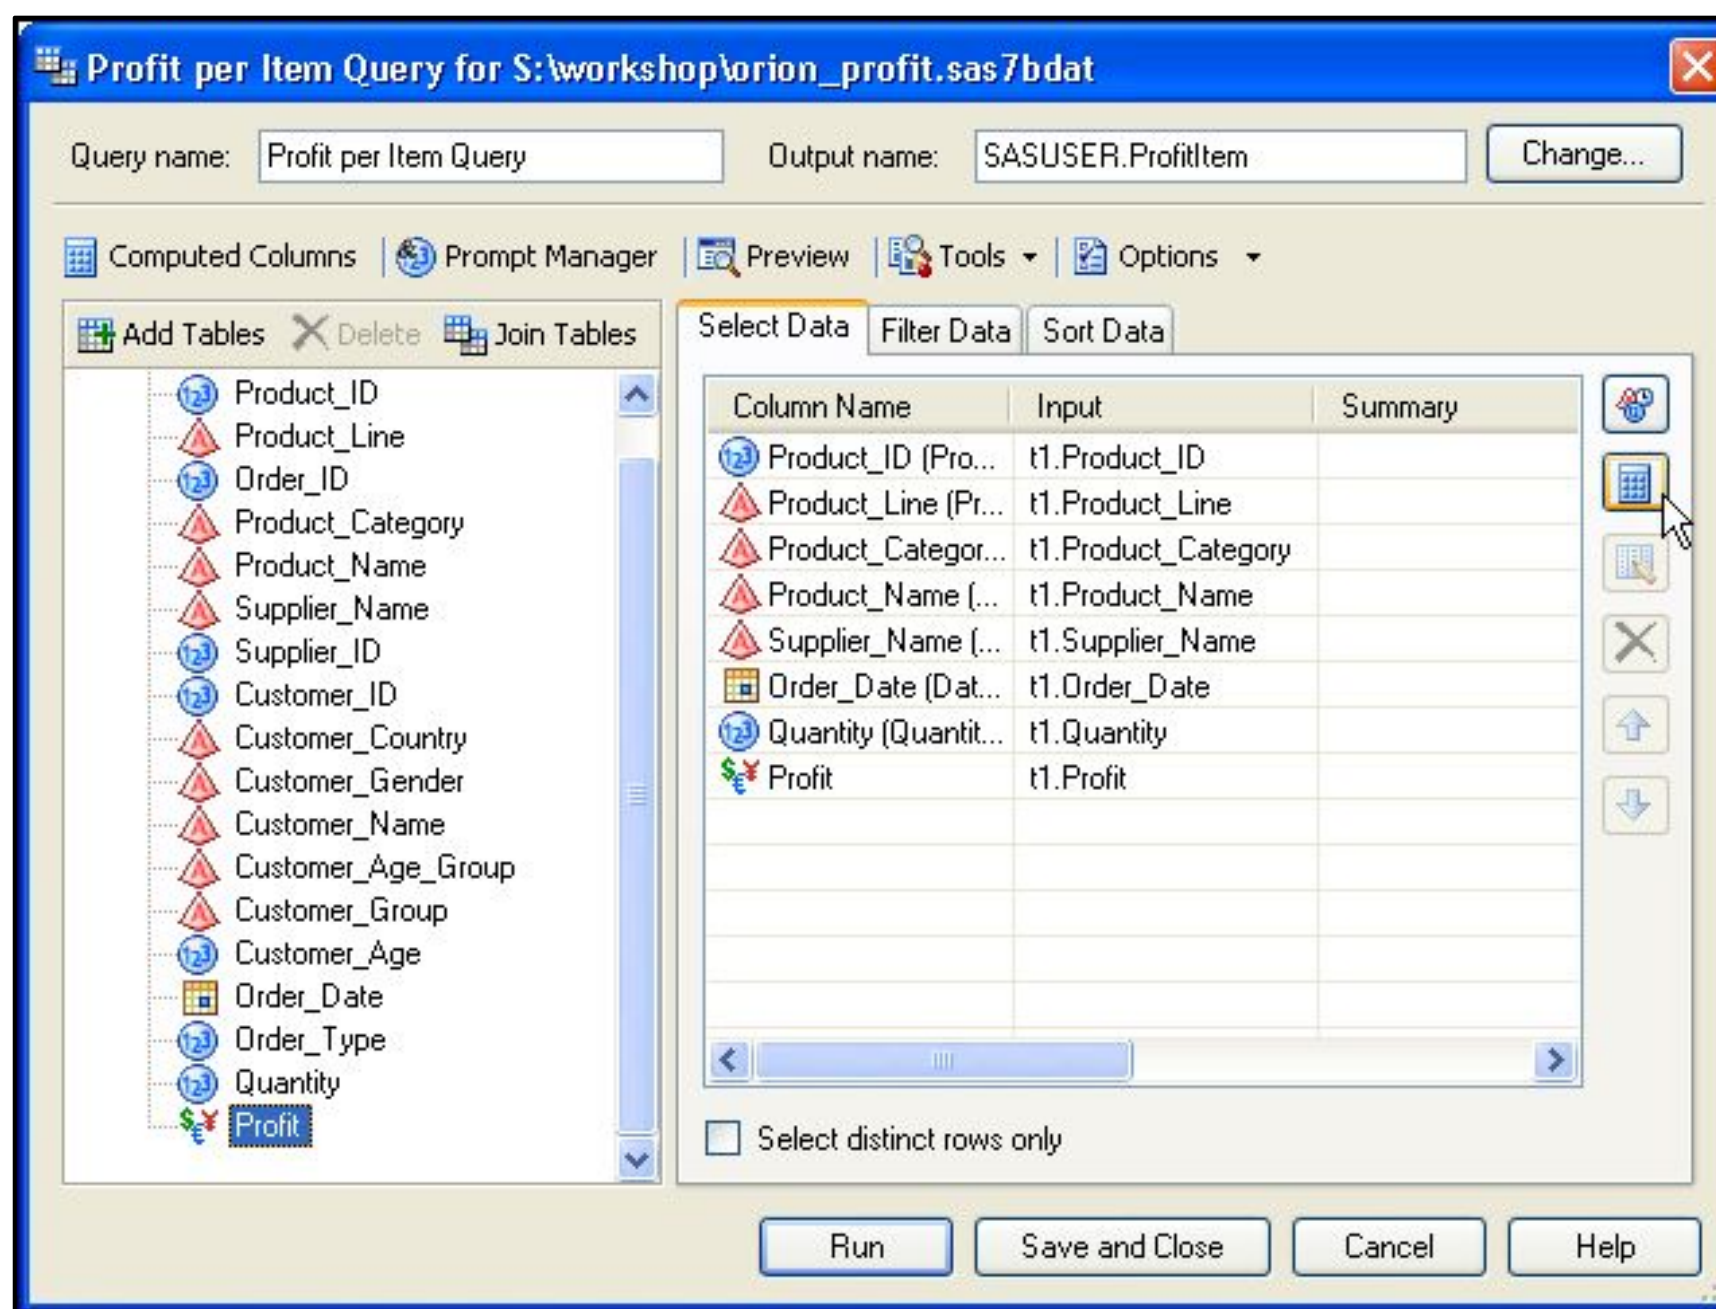 Profit per Item Query for S:\workshop\orion_profit.sas7bdat
Query name: Profit per Item Query Output name: SASUSER.ProfitItem Change...
Computed Columns Prompt Manager Preview Tools Options
Add Tables Delete Join Tables
Product_ID
Product_Line
Order_ID
Product_Category
Product_Name
Supplier_Name
Supplier_ID
Customer_ID
Customer_Country
Customer_Gender
Customer_Name
Customer_Age_Group
Customer_Group
Customer_Age
Order_Date
Order_Type
Quantity
Profit
Select Data Filter Data Sort Data
Column Name Input Summary
Product_ID (Pro... t1.Product_ID
Product_Line (Pr... t1.Product_Line
Product_Categor... t1.Product_Category
Product_Name (... t1.Product_Name
Supplier_Name (... t1.Supplier_Name
Order_Date (Dat... t1.Order_Date
Quantity (Quantit... t1.Quantity
Profit t1.Profit
Select distinct rows only
Run Save and Close Cancel Help